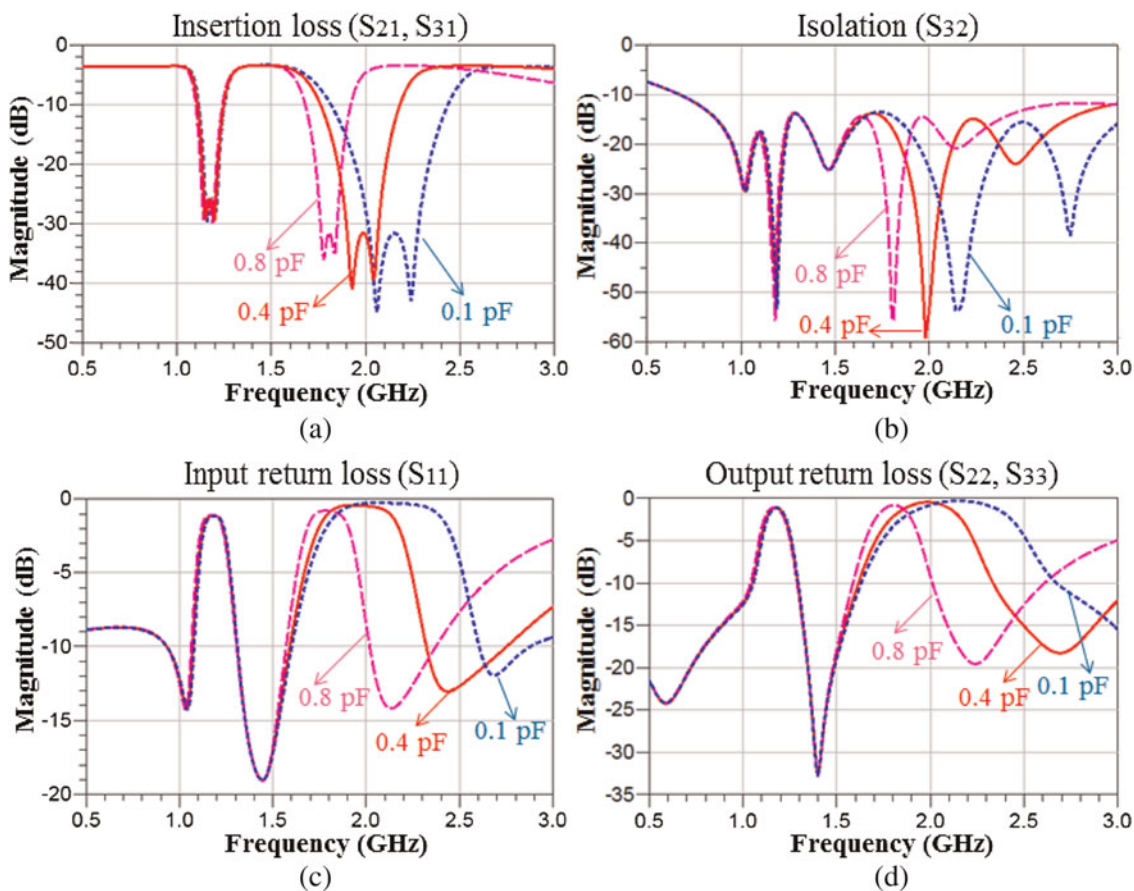 Insertion loss (S21, S31)
Magnitude (dB)
0
-10
-20
-30
-40
-50
0.8 pF
0.4 pF
0.1 pF
0.5 1.0 1.5 2.0 2.5 3.0
Frequency (GHz)
(a)
Isolation (S32)
Magnitude (dB)
0
-10
-20
-30
-40
-50
-60
0.8 pF
0.4 pF
0.1 pF
0.5 1.0 1.5 2.0 2.5 3.0
Frequency (GHz)
(b)
Input return loss (S11)
Magnitude (dB)
0
-5
-10
-15
-20
0.8 pF
0.4 pF
0.1 pF
0.5 1.0 1.5 2.0 2.5 3.0
Frequency (GHz)
(c)
Output return loss (S22, S33)
Magnitude (dB)
0
-5
-10
-15
-20
-25
-30
-35
0.8 pF
0.4 pF
0.1 pF
0.5 1.0 1.5 2.0 2.5 3.0
Frequency (GHz)
(d)